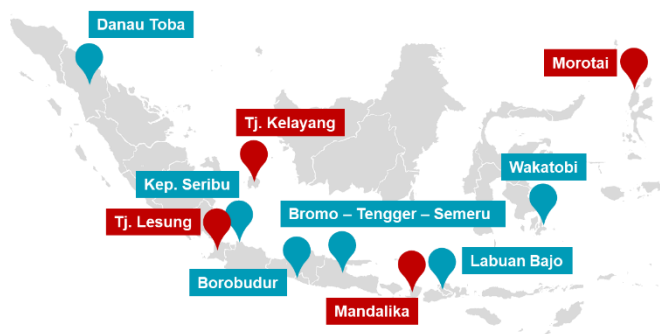 Danau Toba
Morotai
Tj. Kelayang
Wakatobi
Kep. Seribu
Tj. Lesung
Bromo – Tengger – Semeru
Labuan Bajo
Borobudur
Mandalika